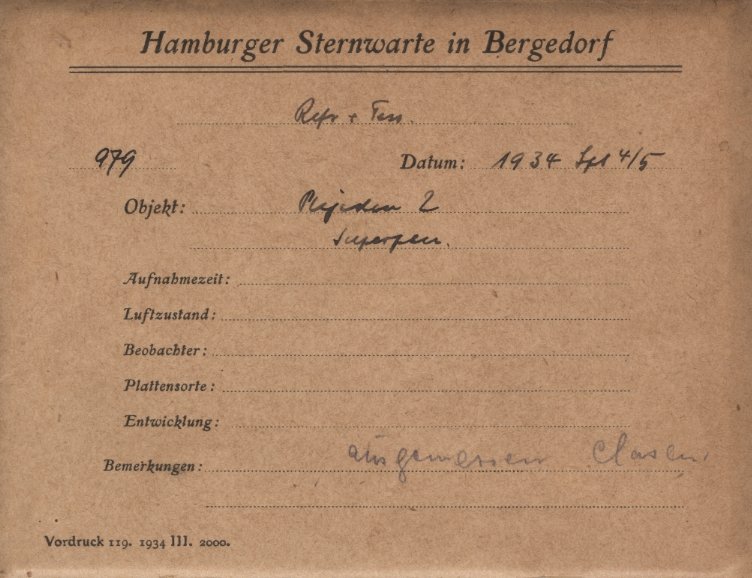 Hamburger Sternwarte in Bergedorf
Refr + Tess.
979 Datum: 1934 Spt 4/5
Objekt: Plejaden 2
Aufnahmezeit:
Luftzustand:
Beobachter:
Plattensorte:
Entwicklung:
Bemerkungen: ausgemessen Clasen.
Vordruck 119. 1934 III. 2000.